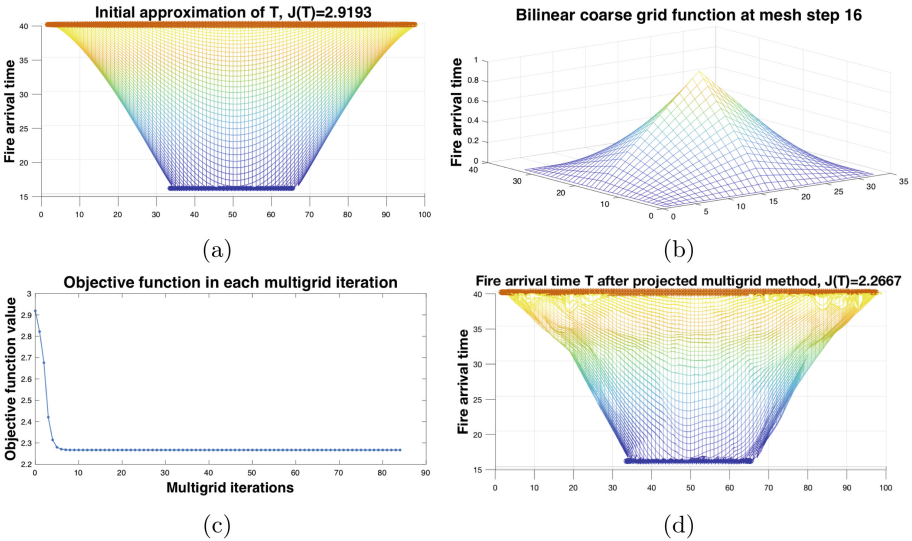 Initial approximation of T, J(T)=2.9193
Fire arrival time
40
35
30
25
20
15
0 10 20 30 40 50 60 70 80 90 100
(a)
Bilinear coarse grid function at mesh step 16
Fire arrival time
1
0.8
0.6
0.4
0.2
0
40
30
20
10
0
0 5 10 15 20 25 30 35
(b)
Objective function in each multigrid iteration
Objective function value
3
2.9
2.8
2.7
2.6
2.5
2.4
2.3
2.2
0 10 20 30 40 50 60 70 80 90
Multigrid iterations
(c)
Fire arrival time T after projected multigrid method, J(T)=2.2667
Fire arrival time
40
35
30
25
20
15
0 10 20 30 40 50 60 70 80 90 100
(d)